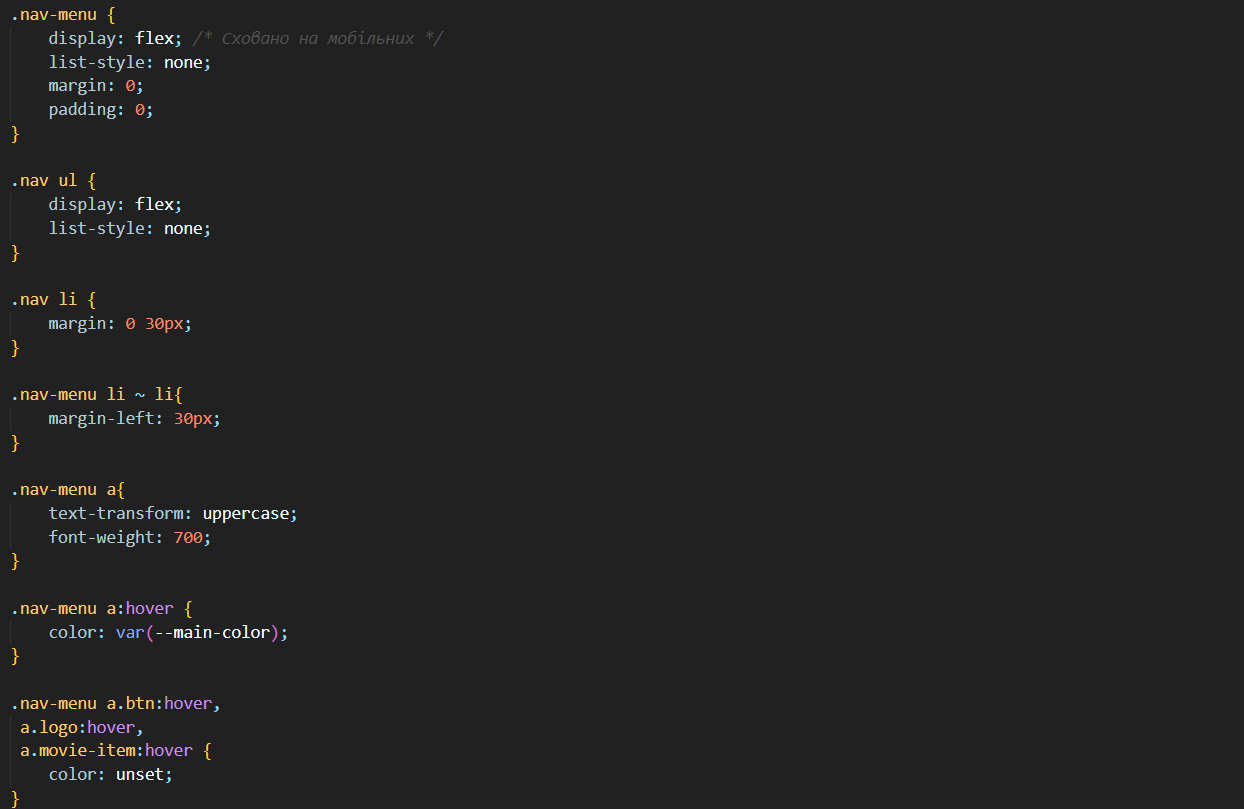 .nav-menu {
    display: flex; /* Сховано на мобільних */
    list-style: none;
    margin: 0;
    padding: 0;
}

.nav ul {
    display: flex;
    list-style: none;
}

.nav li {
    margin: 0 30px;
}

.nav-menu li ~ li{
    margin-left: 30px;
}

.nav-menu a{
    text-transform: uppercase;
    font-weight: 700;
}

.nav-menu a:hover {
    color: var(--main-color);
}

.nav-menu a.btn:hover,
 a.logo:hover,
 a.movie-item:hover {
    color: unset;
}